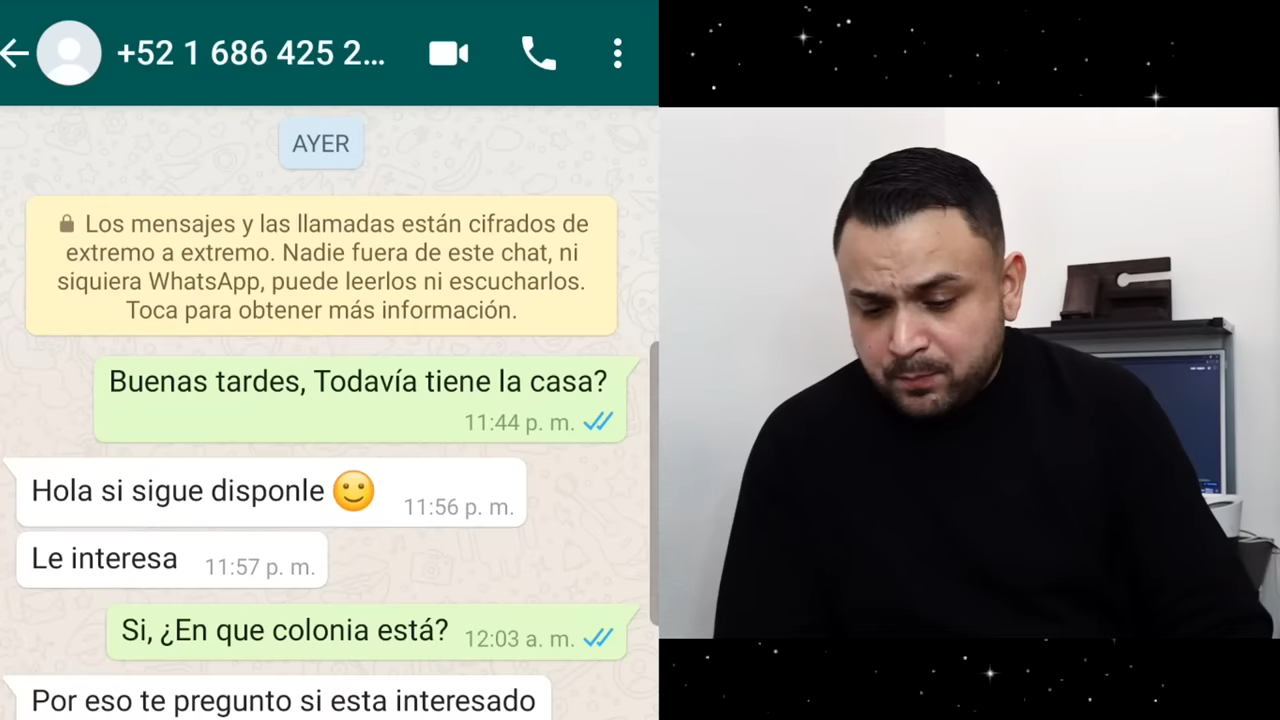 +52 1 686 425 2...
AYER
Los mensajes y las llamadas están cifrados de
extremo a extremo. Nadie fuera de este chat, ni
siquiera WhatsApp, puede leerlos ni escucharlos.
Toca para obtener más información.
Buenas tardes, Todavía tiene la casa?
11:44 p. m.
Hola si sigue disponle 🙂 11:56 p. m.
Le interesa 11:57 p. m.
Si, ¿En que colonia está? 12:03 a. m.
Por eso te pregunto si esta interesado